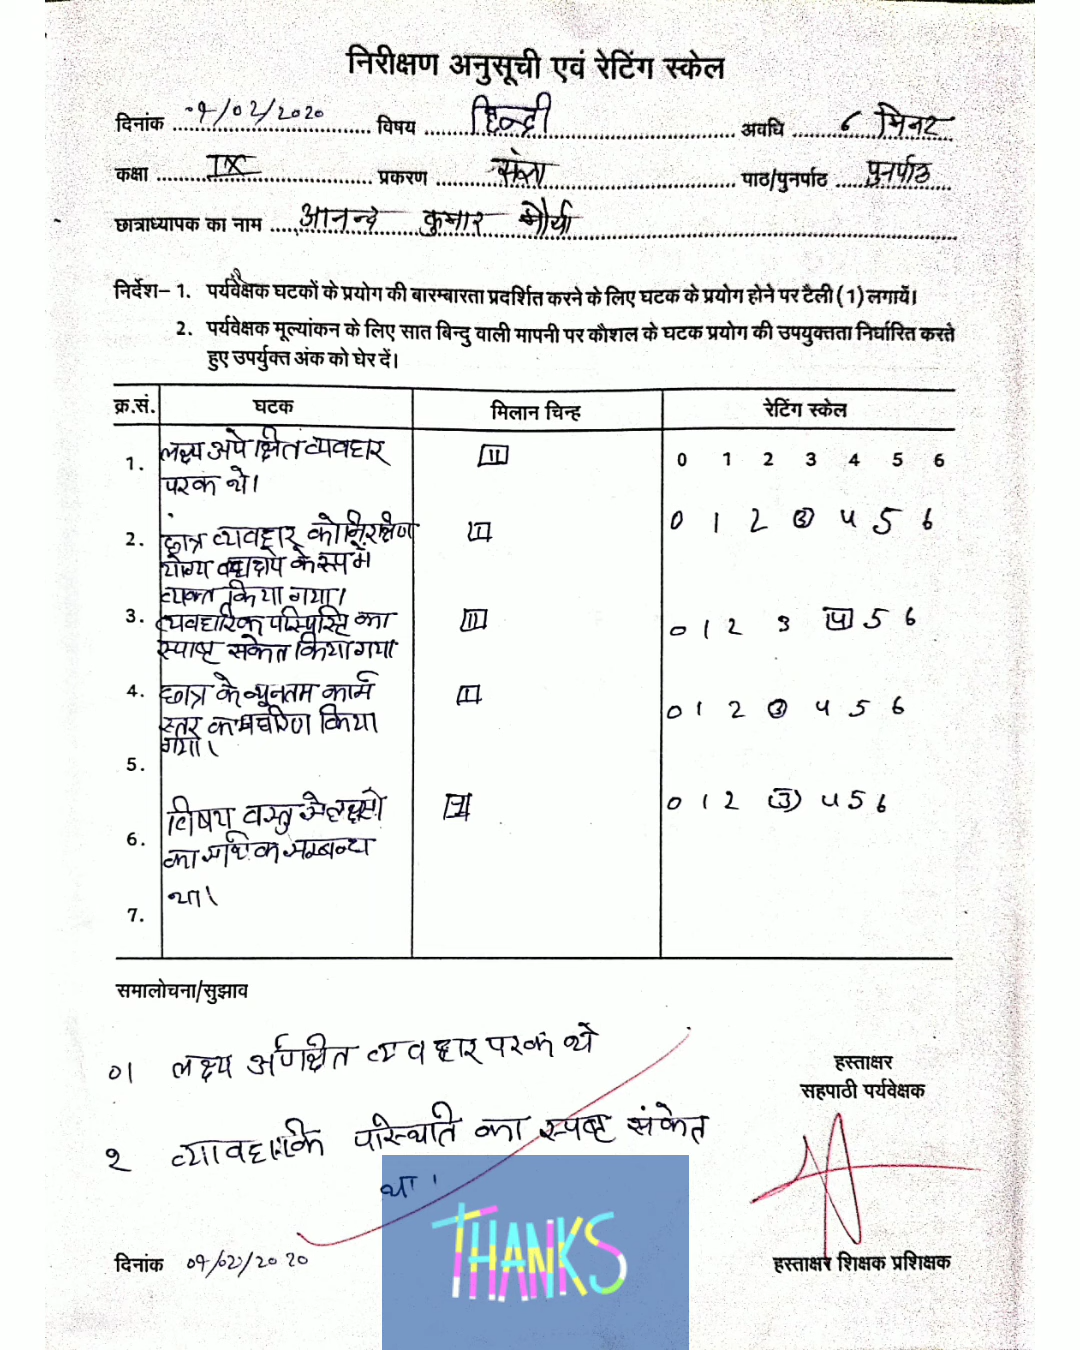 निरीक्षण अनुसूची एवं रेटिंग स्केल
दिनांक 07/02/2020 विषय हिन्दी अवधि 6 मिनट
कक्षा IX प्रकरण संज्ञा पाठ/पुनर्पाठ पुनर्पाठ
छात्राध्यापक का नाम आनन्द कुमार मौर्या
निर्देश– 1. पर्यवेक्षक घटकों के प्रयोग की बारम्बारता प्रदर्शित करने के लिए घटक के प्रयोग होने पर टैली (1) लगायें।
2. पर्यवेक्षक मूल्यांकन के लिए सात बिन्दु वाली मापनी पर कौशल के घटक प्रयोग की उपयुक्तता निर्धारित करते
हुए उपर्युक्त अंक को घेर दें।
क्र.सं. घटक मिलान चिन्ह रेटिंग स्केल
1. लक्ष्य अपेक्षित व्यवहार II 0 1 2 3 4 5 6
परक थे।
2. छात्र व्यवहार को निरीक्षण I 0 1 2 3 4 5 6
योग्य के रूप में
व्यक्त किया गया।
3. व्यवहारिक परिस्थिति का II 0 1 2 3 4 5 6
स्पष्ट संकेत किया गया
4. छात्र के न्यूनतम कार्य I 0 1 2 3 4 5 6
स्तर का किया
गया।
5.
विषय वस्तु से लक्ष्यों I 0 1 2 3 4 5 6
6. का सम्बन्ध
था।
7.
समालोचना/सुझाव
01 लक्ष्य अपेक्षित व्यवहार परक थे
हस्ताक्षर
सहपाठी पर्यवेक्षक
२ व्यावहारिक परिस्थिति का स्पष्ट संकेत
था।
THANKS
दिनांक 07/02/2020
हस्ताक्षर शिक्षक प्रशिक्षक